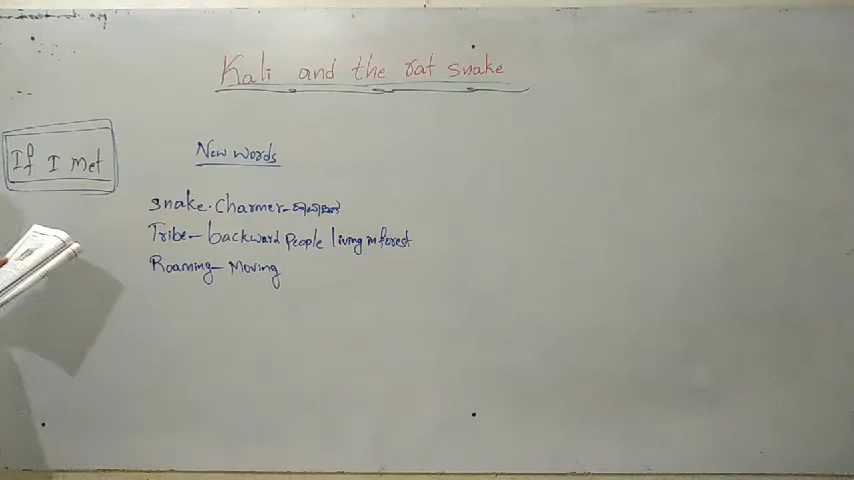 Kali and the rat snake
If I met
New words
snake-charmer-
Tribe- backward people living in forest
Roaming- Moving